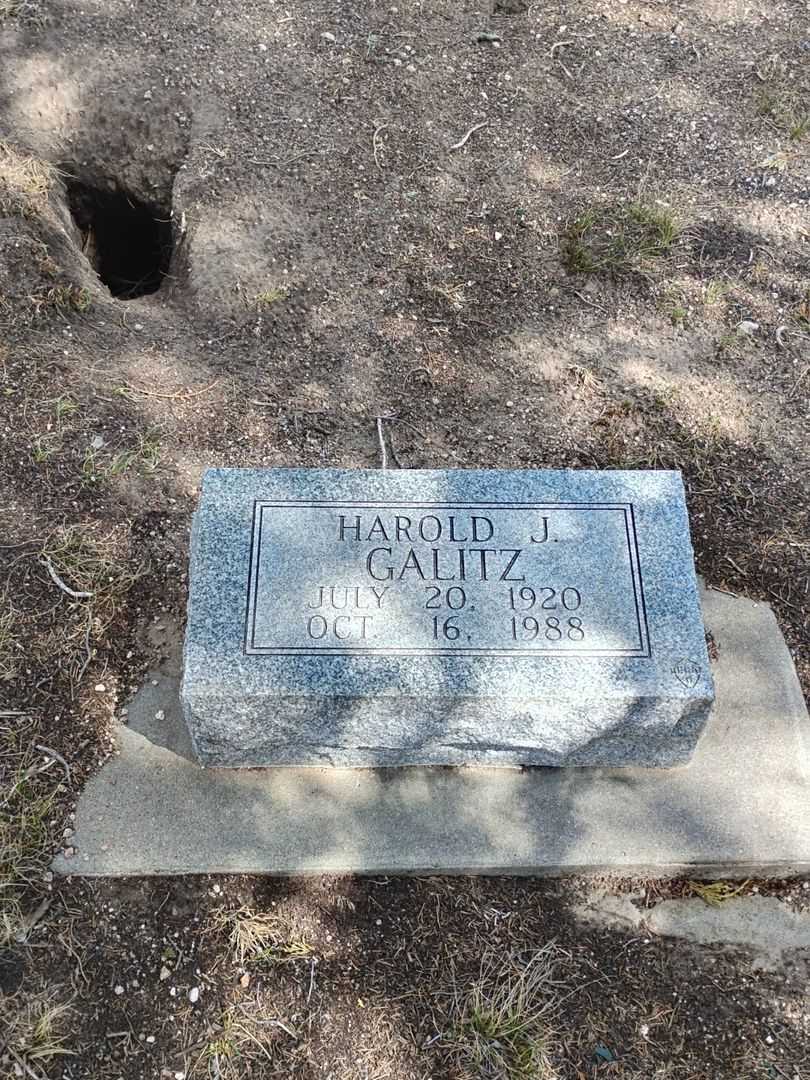 HAROLD J.
GALITZ
JULY 20, 1920
OCT. 16, 1988